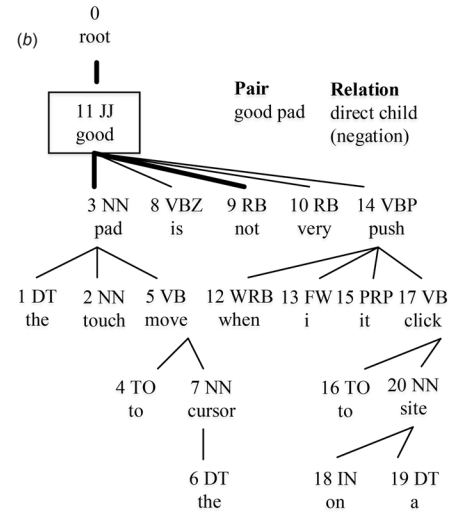 (b)
0
root
11 JJ
good
Pair Relation
good pad direct child
(negation)
3 NN 8 VBZ 9 RB 10 RB 14 VBP
pad is not very push
1 DT 2 NN 5 VB 12 WRB 13 FW 15 PRP 17 VB
the touch move when i it click
4 TO 7 NN 16 TO 20 NN
to cursor to site
6 DT 18 IN 19 DT
the on a